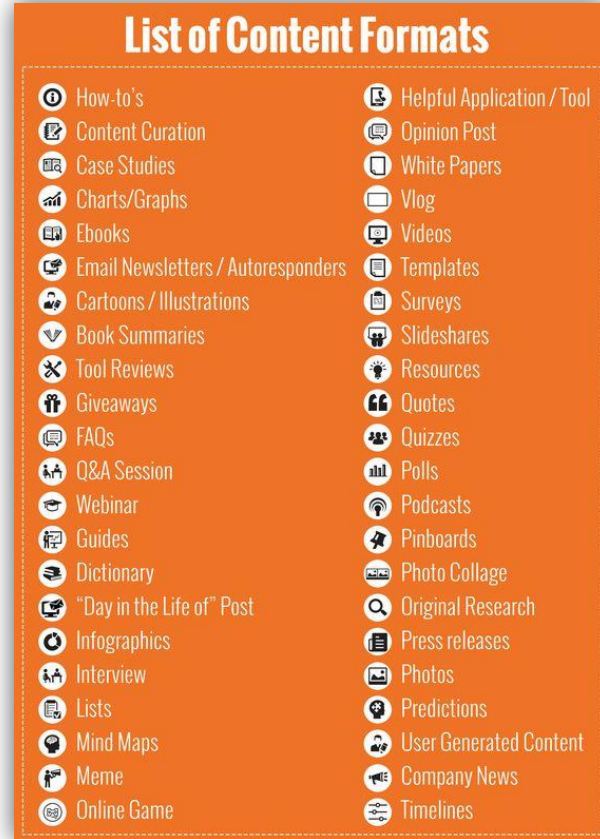 List of Content Formats
How-to's
Content Curation
Case Studies
Charts/Graphs
Ebooks
Email Newsletters / Autoresponders
Cartoons / Illustrations
Book Summaries
Tool Reviews
Giveaways
FAQs
Q&A Session
Webinar
Guides
Dictionary
“Day in the Life of” Post
Infographics
Interview
Lists
Mind Maps
Meme
Online Game
Helpful Application / Tool
Opinion Post
White Papers
Vlog
Videos
Templates
Surveys
Slideshares
Resources
Quotes
Quizzes
Polls
Podcasts
Pinboards
Photo Collage
Original Research
Press releases
Photos
Predictions
User Generated Content
Company News
Timelines